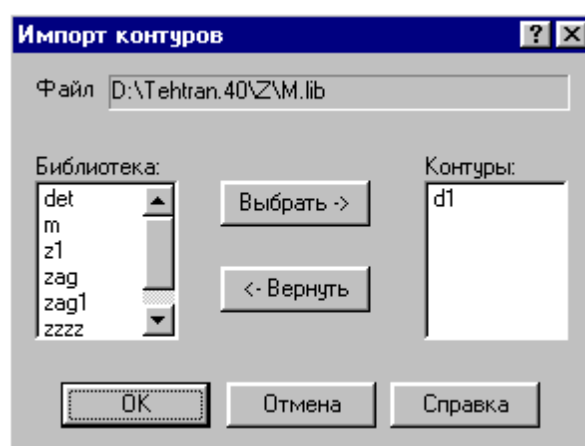 Импорт контуров
Файл D:\Tehtran.40\Z\M.lib
Библиотека:
Контуры:
det
m
z1
zag
zag1
zzzz
Выбрать ->
<- Вернуть
d1
OK
Отмена
Справка